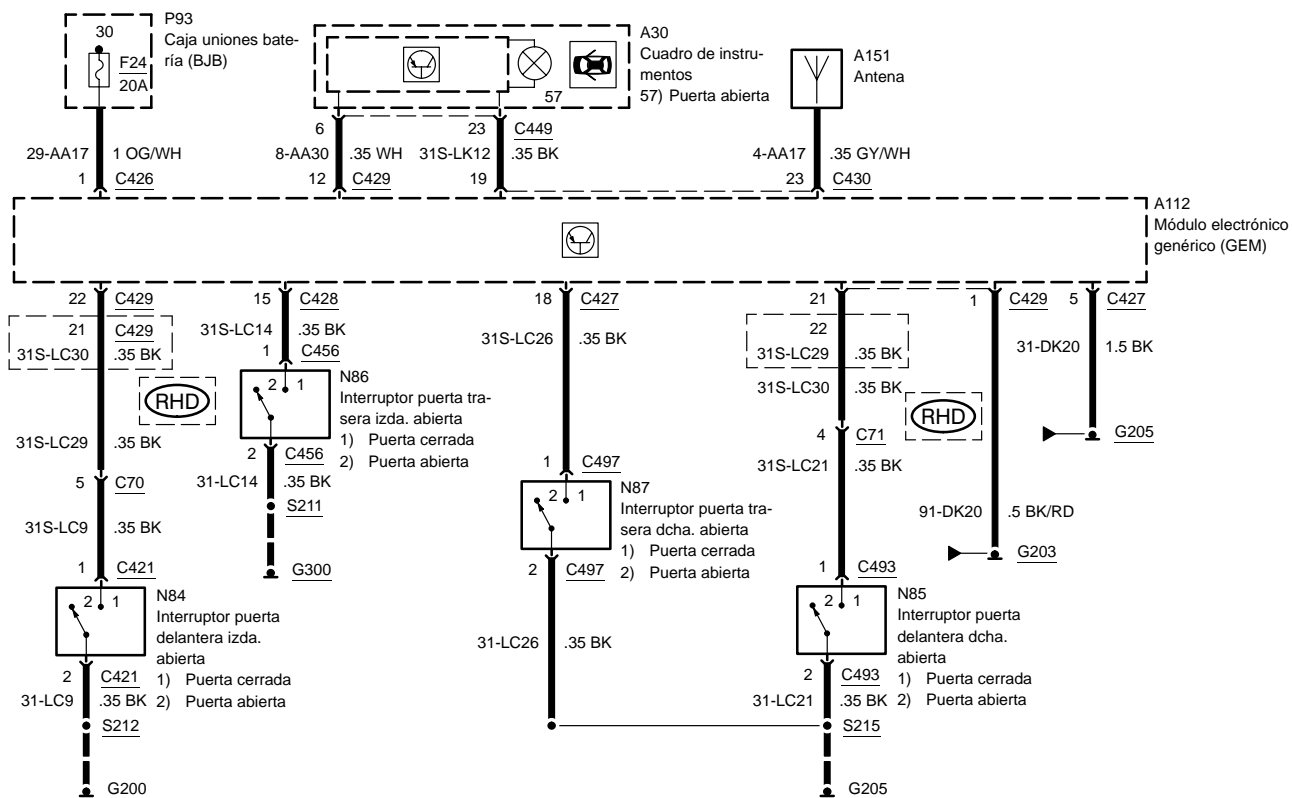 P93
Caja uniones bate-
ría (BJB)
30
F24
20A
A30
Cuadro de instru-
mentos
57) Puerta abierta
57
A151
Antena
6
23
C449
29-AA17
1 OG/WH
8-AA30
.35 WH
31S-LK12
.35 BK
4-AA17
.35 GY/WH
1
C426
12
C429
19
23
C430
A112
Módulo electrónico
genérico (GEM)
22
C429
15
C428
18
C427
21
1
C429
5
C427
21
C429
31S-LC30
.35 BK
31S-LC14
.35 BK
31S-LC26
.35 BK
22
31S-LC29
.35 BK
31-DK20
1.5 BK
1
C456
31S-LC30
.35 BK
RHD
2 1
N86
Interruptor puerta tra-
sera izda. abierta
1) Puerta cerrada
2) Puerta abierta
RHD
31S-LC29
.35 BK
2
C456
4
C71
G205
31-LC14
.35 BK
1
C497
31S-LC21
.35 BK
5
C70
S211
2 1
N87
Interruptor puerta tra-
sera dcha. abierta
1) Puerta cerrada
2) Puerta abierta
31S-LC9
.35 BK
91-DK20
.5 BK/RD
G203
1
C421
G300
2
C497
1
C493
2 1
N84
Interruptor puerta
delantera izda.
abierta
1) Puerta cerrada
2) Puerta abierta
2 1
N85
Interruptor puerta
delantera dcha.
abierta
1) Puerta cerrada
2) Puerta abierta
31-LC26
.35 BK
2
C421
2
C493
31-LC9
.35 BK
31-LC21
.35 BK
S212
S215
G200
G205